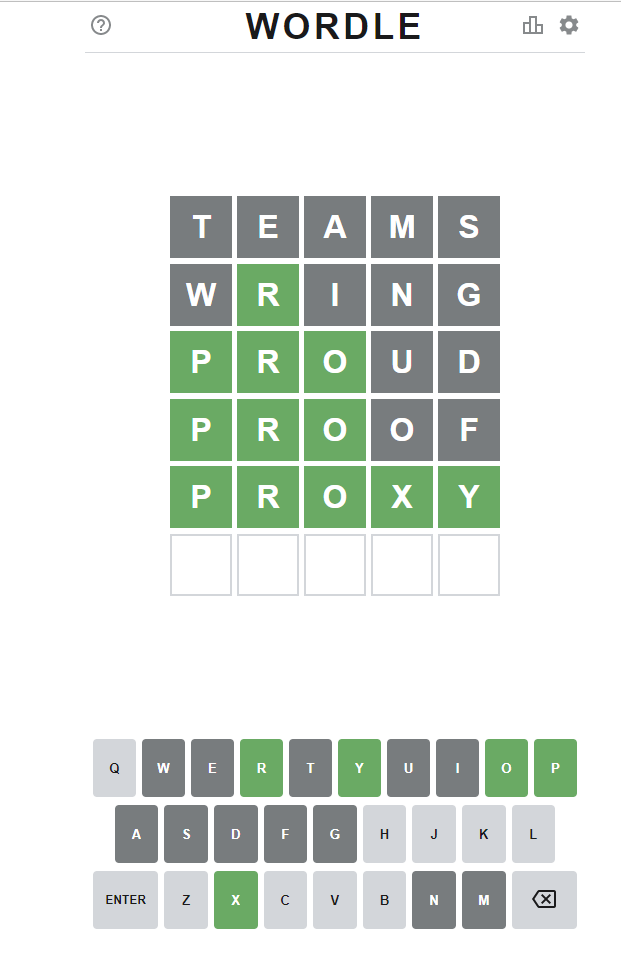 ?
WORDLE
T E A M S
W R I N G
P R O U D
P R O O F
P R O X Y
Q W E R T Y U I O P
A S D F G H J K L
ENTER Z X C V B N M